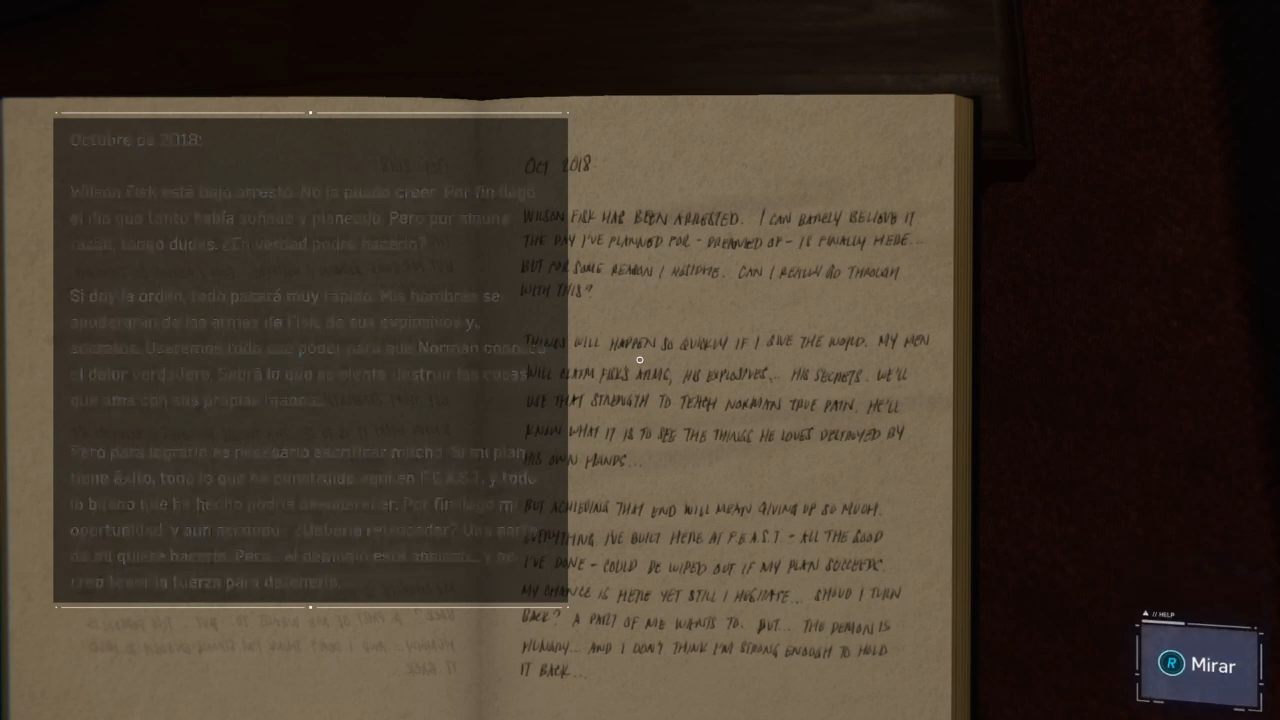 Octubre de 2018:
Wilson Fisk está bajo arresto. No lo puedo creer. Por fin llegó
el día que tanto había soñado y planeado. Pero por alguna
razón, tengo dudas. ¿En verdad podré hacerlo?
Si doy la orden, todo pasará muy rápido. Mis hombres se
apoderarán de las armas de Fisk, de sus explosivos y,
secretos. Usaremos todo ese poder para que Norman conozca
el dolor verdadero. Sabrá lo que se siente destruir las cosas
que ama con sus propias manos.
Pero para lograrlo es necesario sacrificar mucho. Si mi plan
tiene éxito, todo lo que he construido aquí en F.E.A.S.T. y todo
lo bueno que he hecho podría desaparecer. Por fin llegó mi
oportunidad y aun así dudo. ¿Debería retroceder? Una parte
de mí quiere hacerlo. Pero... el demonio está ... y no
creo tener la fuerza para detenerlo.
Oct 2018:
WILSON FISK HAS BEEN ARRESTED. I CAN BARELY BELIEVE IT
THE DAY I'VE PLANNED FOR - DREAMED OF - IS FINALLY HERE...
BUT FOR SOME REASON I HESITATE. CAN I REALLY GO THROUGH
WITH THIS?
THINGS WILL HAPPEN SO QUICKLY IF I GIVE THE WORLD. MY MEN
WILL CLAIM FISK'S ARMS, HIS EXPLOSIVES... HIS SECRETS. WE'LL
USE THAT STRENGTH TO TEACH NORMAN TRUE PAIN. HE'LL
KNOW WHAT IT IS TO SEE THE THINGS HE LOVES DESTROYED BY
HIS OWN HANDS...
BUT ACHIEVING THAT END WILL MEAN GIVING UP SO MUCH.
EVERYTHING I'VE BUILT HERE AT F.E.A.S.T. - ALL THE GOOD
I'VE DONE - COULD BE WIPED OUT IF MY PLAN SUCCEEDS.
MY CHANCE IS HERE YET STILL I HESITATE... SHOULD I TURN
BACK? A PART OF ME WANTS TO. BUT... THE DEMON IS
HUNGRY... AND I DON'T THINK I'M STRONG ENOUGH TO HOLD
IT BACK...
// HELP
R Mirar